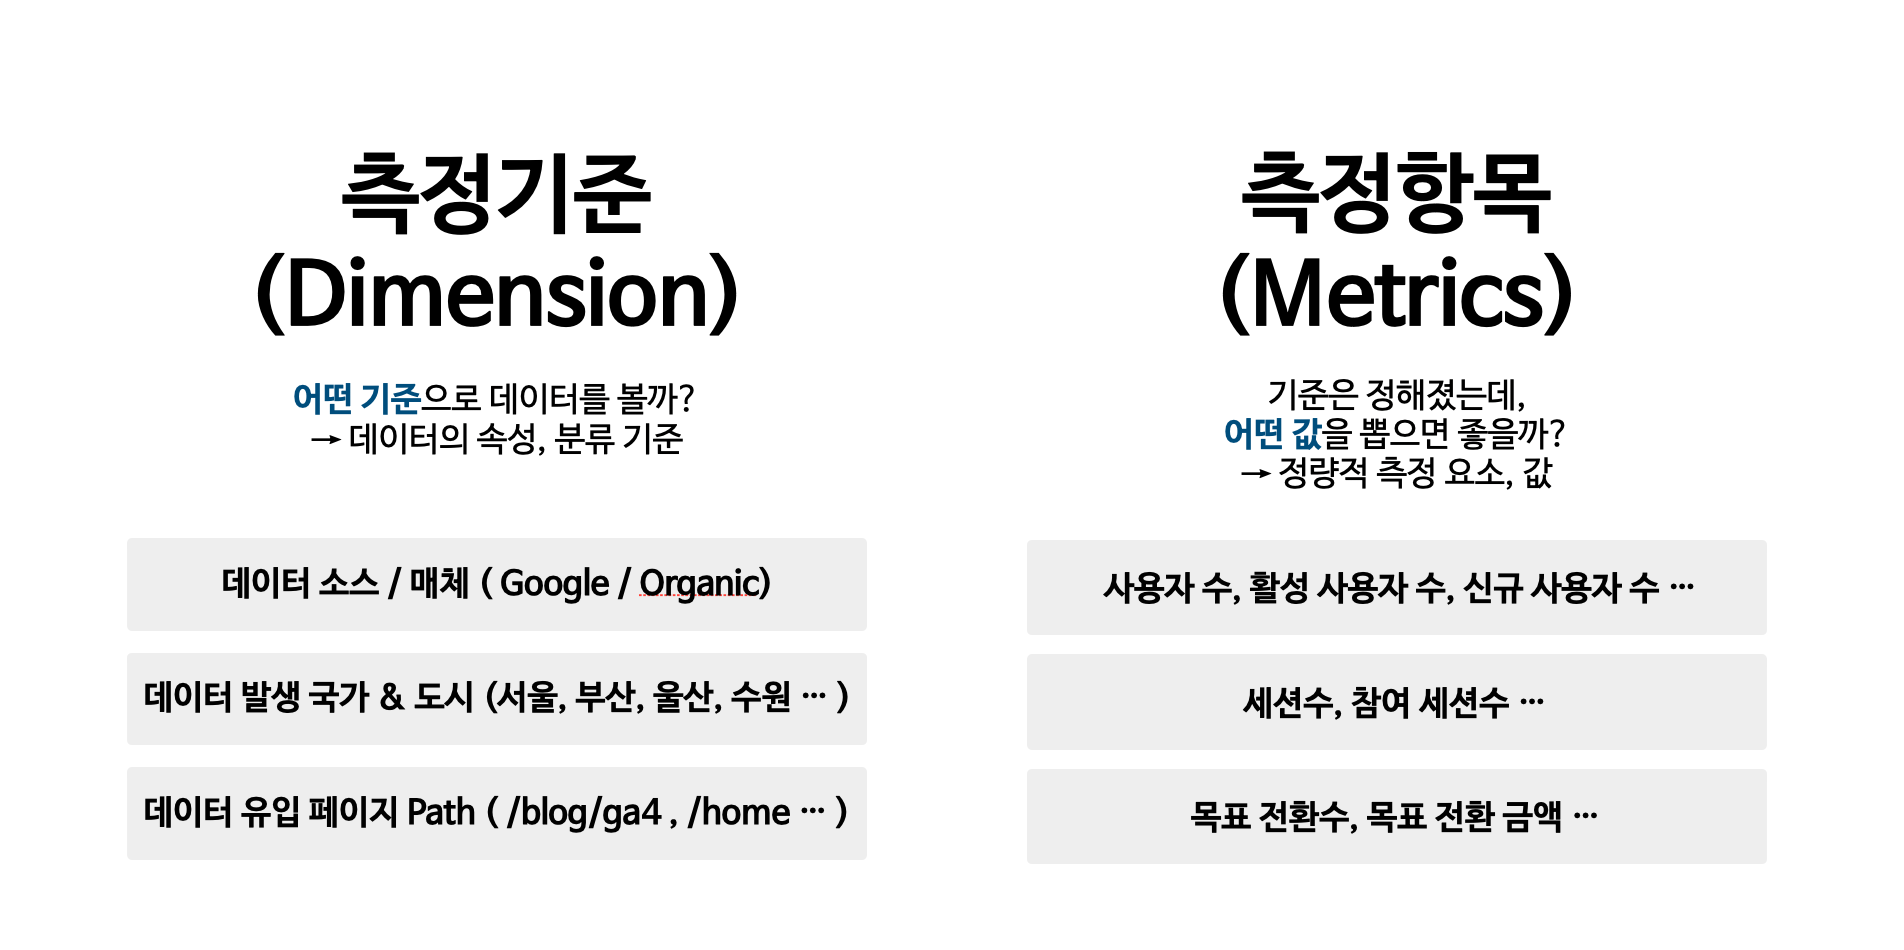 측정기준
(Dimension)
어떤 기준으로 데이터를 볼까?
→ 데이터의 속성, 분류 기준
데이터 소스 / 매체 ( Google / Organic)
데이터 발생 국가 & 도시 (서울, 부산, 울산, 수원 … )
데이터 유입 페이지 Path ( /blog/ga4 , /home … )
측정항목
(Metrics)
기준은 정해졌는데,
어떤 값을 뽑으면 좋을까?
→ 정량적 측정 요소, 값
사용자 수, 활성 사용자 수, 신규 사용자 수 …
세션수, 참여 세션수 …
목표 전환수, 목표 전환 금액 …